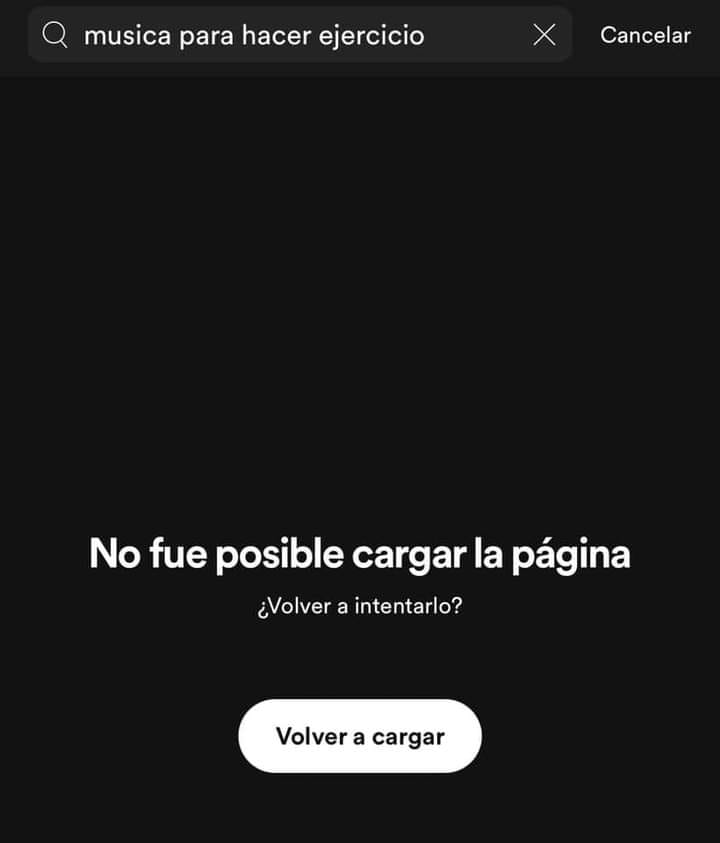 musica para hacer ejercicio Cancelar
No fue posible cargar la página
¿Volver a intentarlo?
Volver a cargar